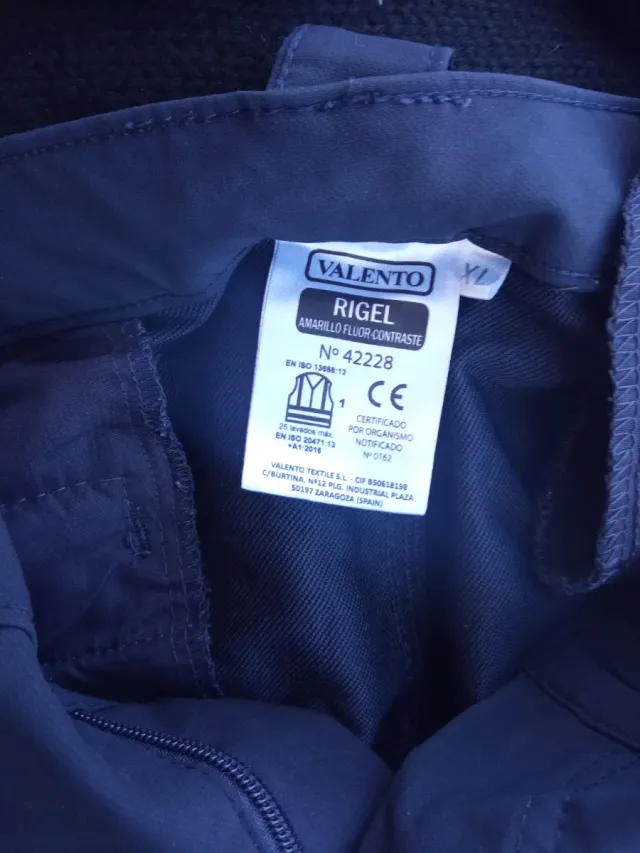 VALENTO
XL
RIGEL
AMARILLO FLUOR-CONTRASTE
Nº 42228
EN ISO 13688:13
1
CE
25 lavados máx.
EN ISO 20471:13
+A1:2016
CERTIFICADO
POR ORGANISMO
NOTIFICADO
Nº 0162
VALENTO TEXTILE S.L. - CIF B50618198
C/BURTINA, Nº12 PLG. INDUSTRIAL PLAZA
50197 ZARAGOZA (SPAIN)